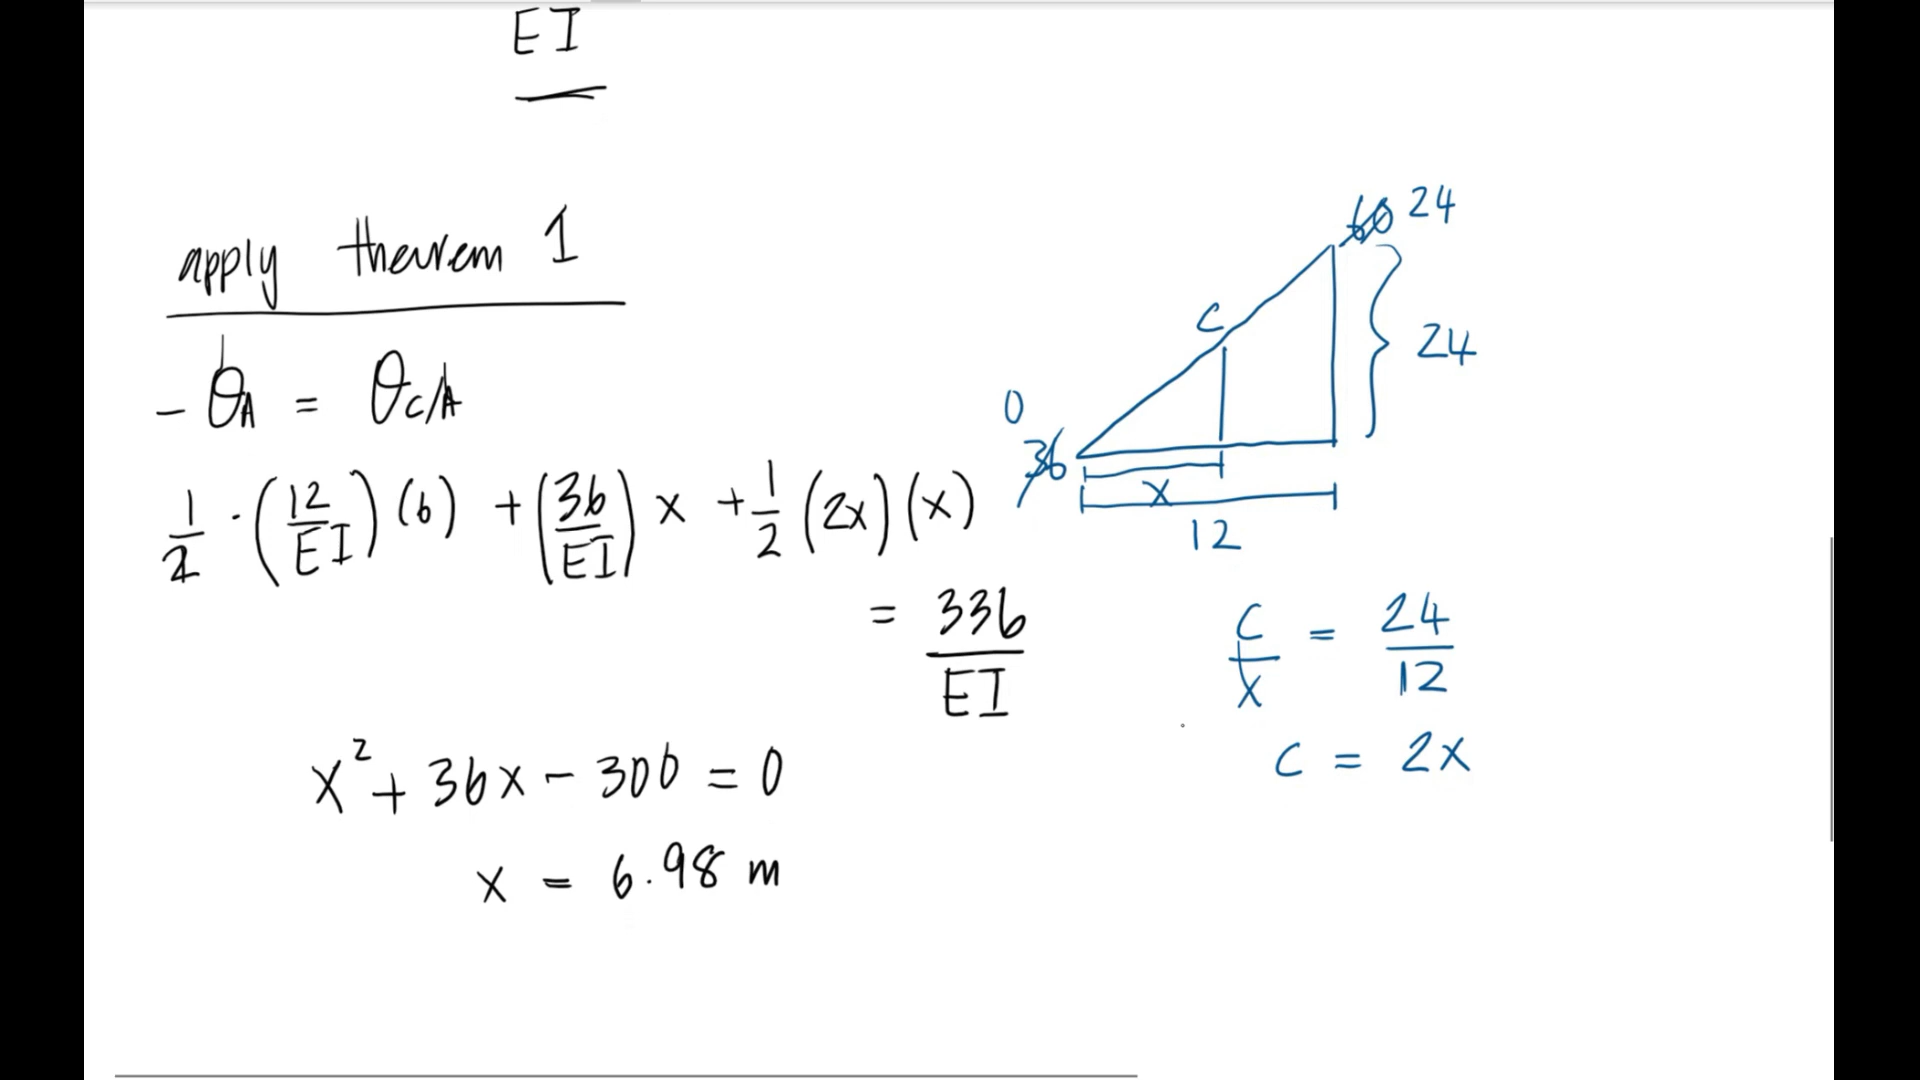 EI
apply theorem 1
- θA = θC/A
1/2 · (12/EI)(6) + (36/EI) x + 1/2 (2x)(x)
= 336/EI
x² + 36x - 300 = 0
x = 6.98 m
60 24
C
24
0
36
x
12
C/x = 24/12
C = 2x